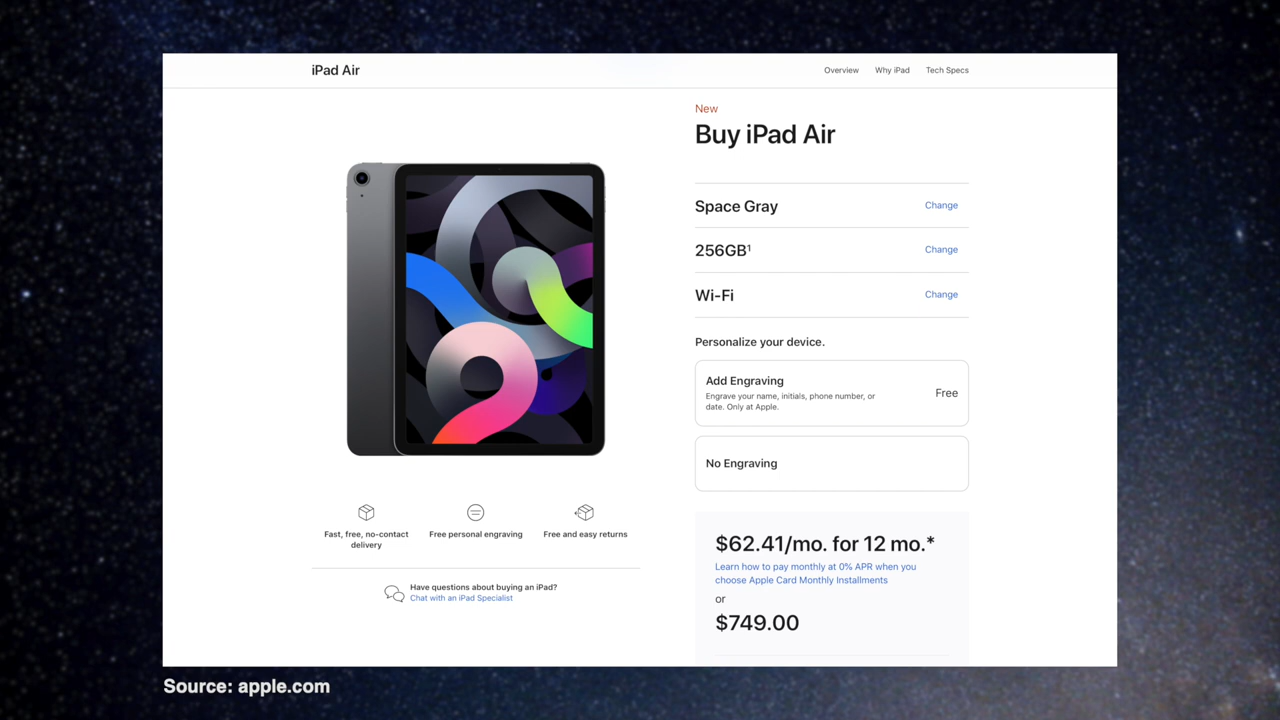 iPad Air
Overview Why iPad Tech Specs
New
Buy iPad Air
Space Gray Change
256GB¹ Change
Wi-Fi Change
Personalize your device.
Add Engraving
Engrave your name, initials, phone number, or
date. Only at Apple.
Free
No Engraving
Fast, free, no-contact
delivery
Free personal engraving
Free and easy returns
Have questions about buying an iPad?
Chat with an iPad Specialist
$62.41/mo. for 12 mo.*
Learn how to pay monthly at 0% APR when you
choose Apple Card Monthly Installments
or
$749.00
Source: apple.com